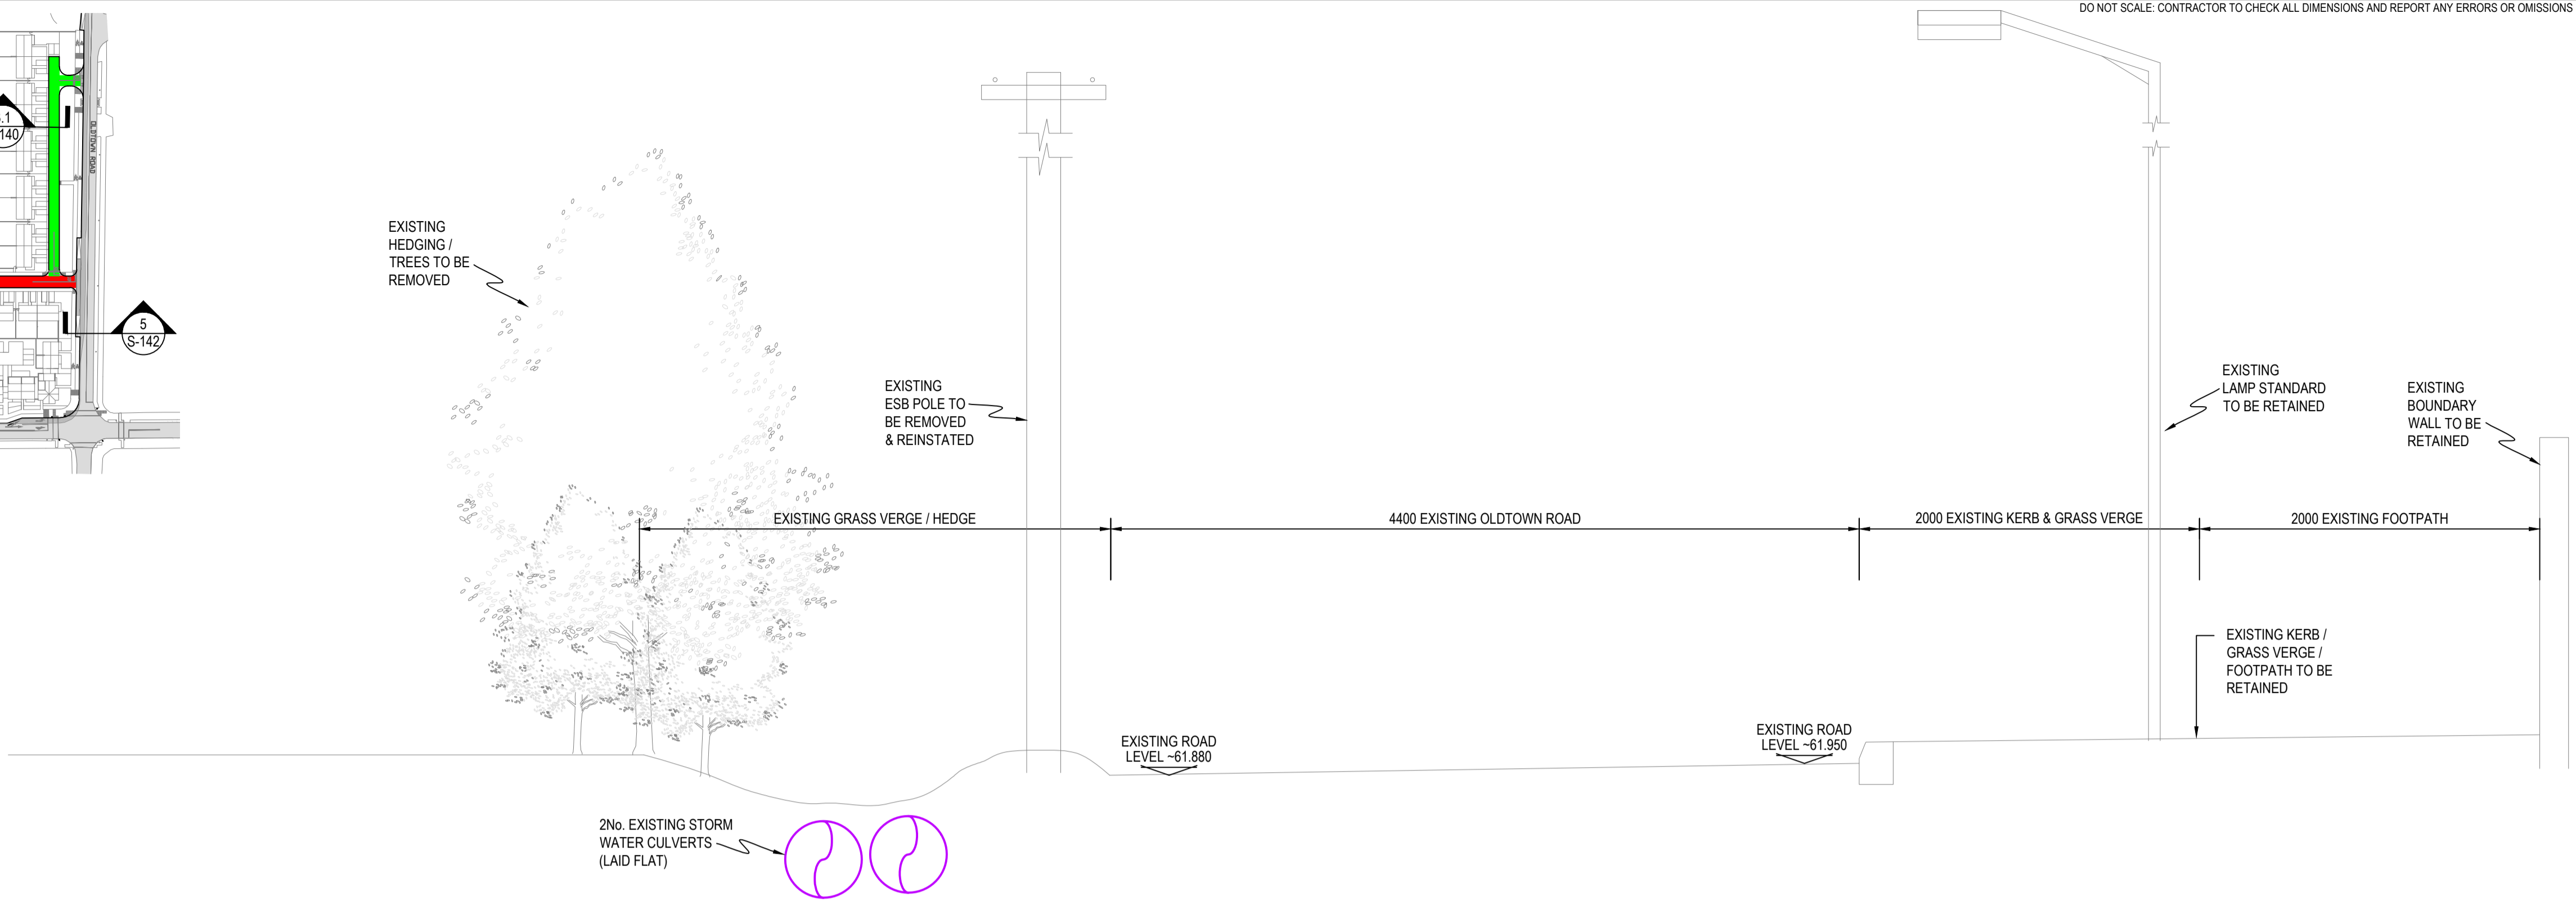 DO NOT SCALE: CONTRACTOR TO CHECK ALL DIMENSIONS AND REPORT ANY ERRORS OR OMISSIONS
.1
140
OLDTOWN ROAD
5
S-142
EXISTING
HEDGING /
TREES TO BE
REMOVED
EXISTING
ESB POLE TO
BE REMOVED
& REINSTATED
EXISTING
LAMP STANDARD
TO BE RETAINED
EXISTING
BOUNDARY
WALL TO BE
RETAINED
EXISTING GRASS VERGE / HEDGE
4400 EXISTING OLDTOWN ROAD
2000 EXISTING KERB & GRASS VERGE
2000 EXISTING FOOTPATH
EXISTING KERB /
GRASS VERGE /
FOOTPATH TO BE
RETAINED
EXISTING ROAD
LEVEL ~61.880
EXISTING ROAD
LEVEL ~61.950
2No. EXISTING STORM
WATER CULVERTS
(LAID FLAT)